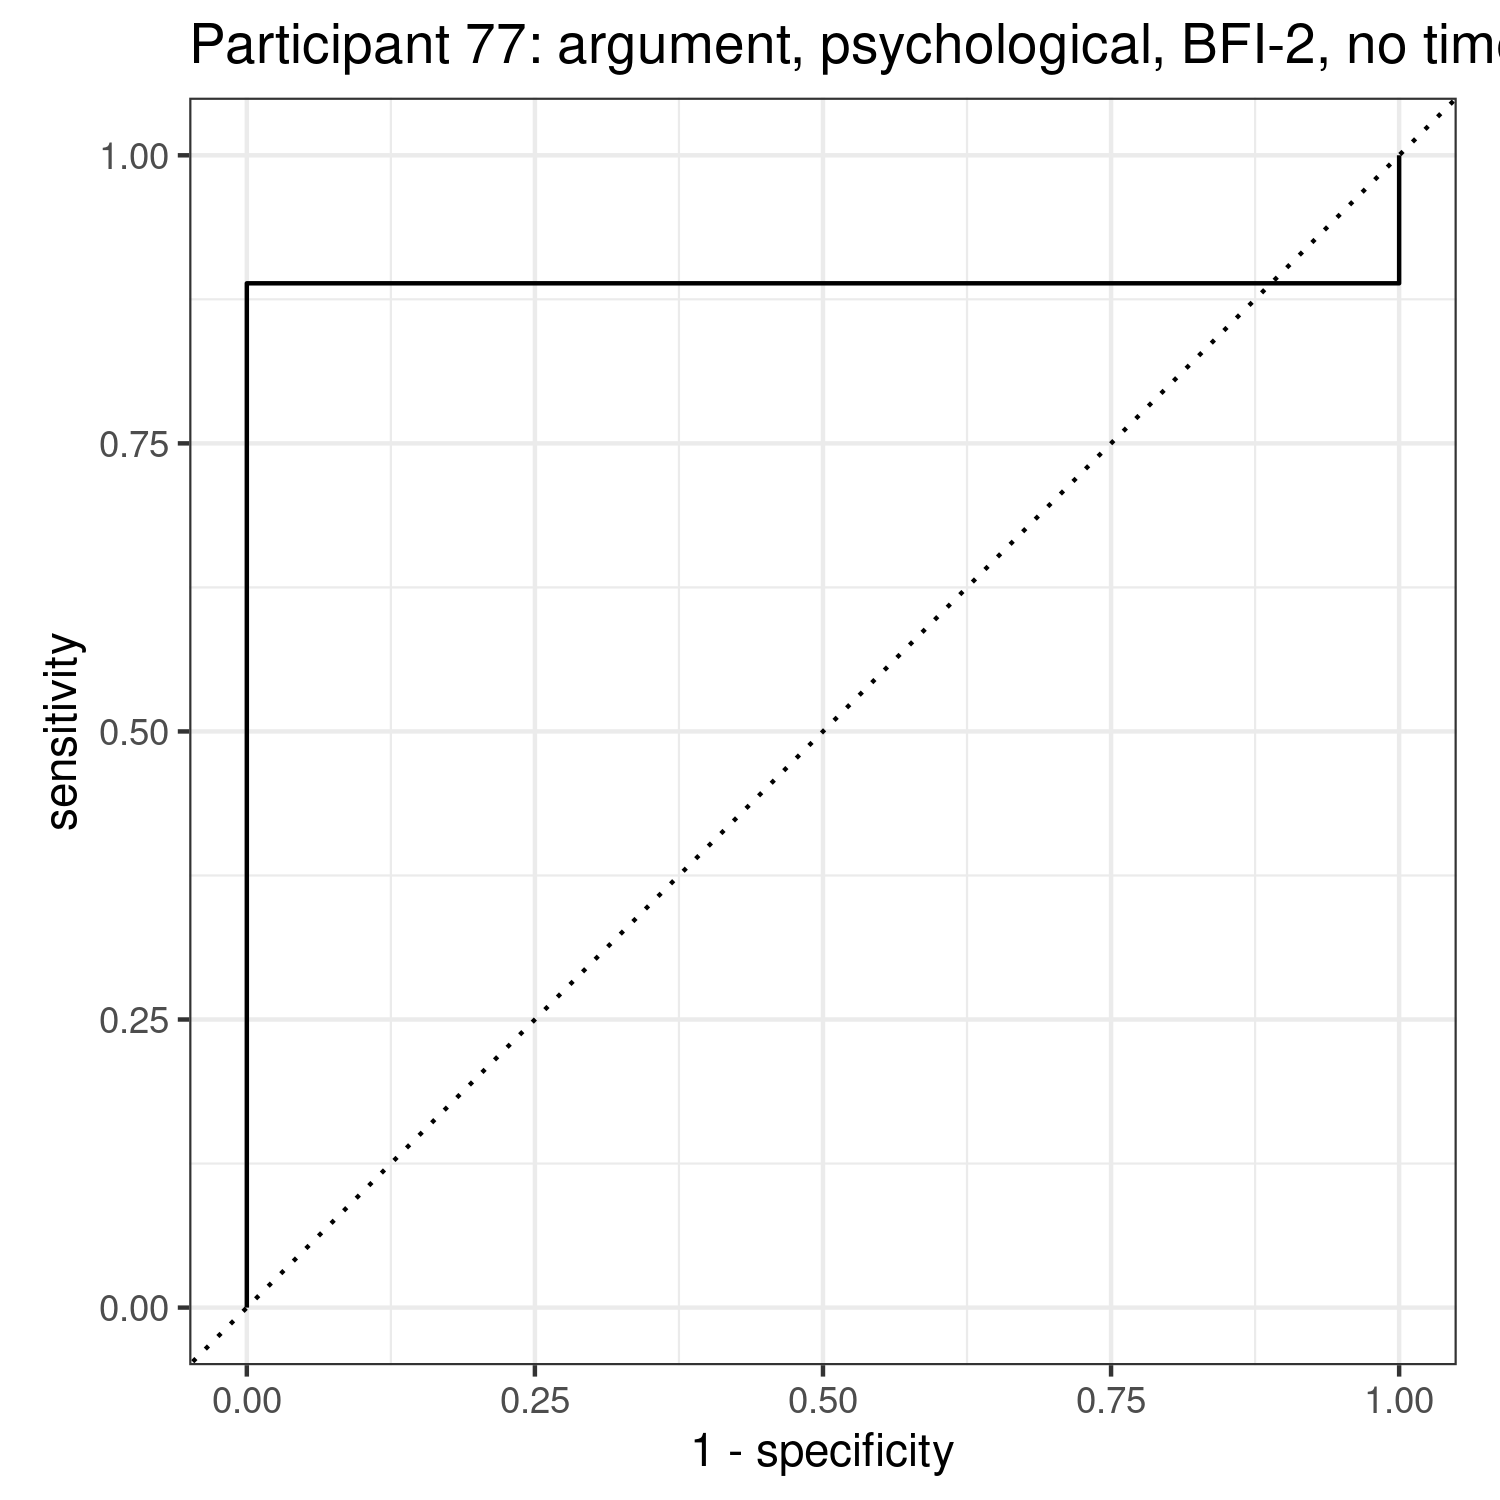 Participant 77: argument, psychological, BFI-2, no
1.00
0.75
0.50
0.25
0.00
sensitivity
0.00 0.25 0.50 0.75 1.00
1 - specificity